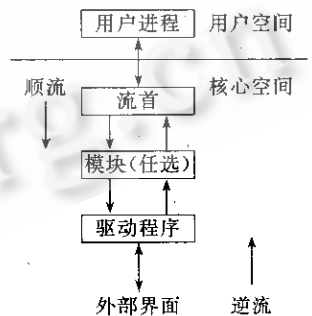 用户进程 用户空间
顺流 核心空间
流首
模块(任选)
驱动程序
外部界面 逆流